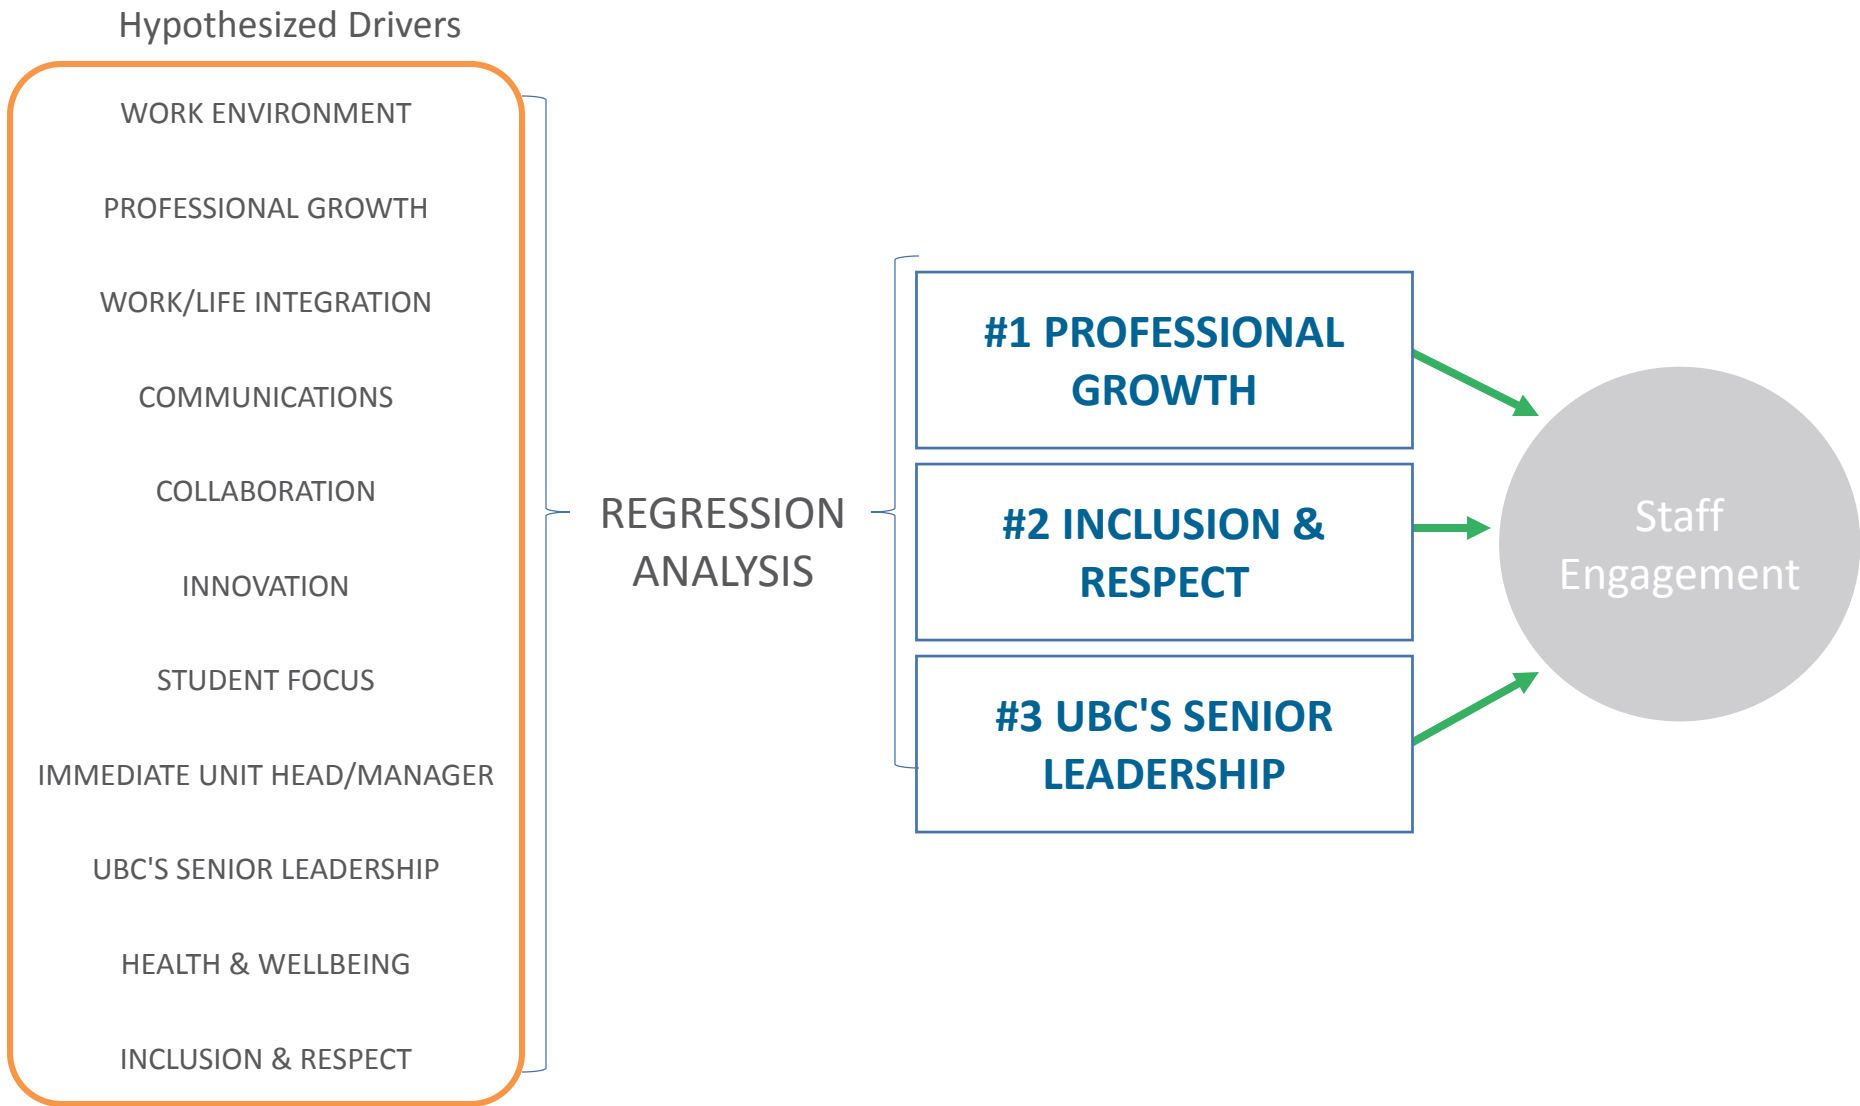 Hypothesized Drivers
WORK ENVIRONMENT
PROFESSIONAL GROWTH
WORK/LIFE INTEGRATION
COMMUNICATIONS
COLLABORATION
INNOVATION
STUDENT FOCUS
IMMEDIATE UNIT HEAD/MANAGER
UBC'S SENIOR LEADERSHIP
HEALTH & WELLBEING
INCLUSION & RESPECT
REGRESSION
ANALYSIS
#1 PROFESSIONAL
GROWTH
#2 INCLUSION &
RESPECT
#3 UBC'S SENIOR
LEADERSHIP
Staff
Engagement